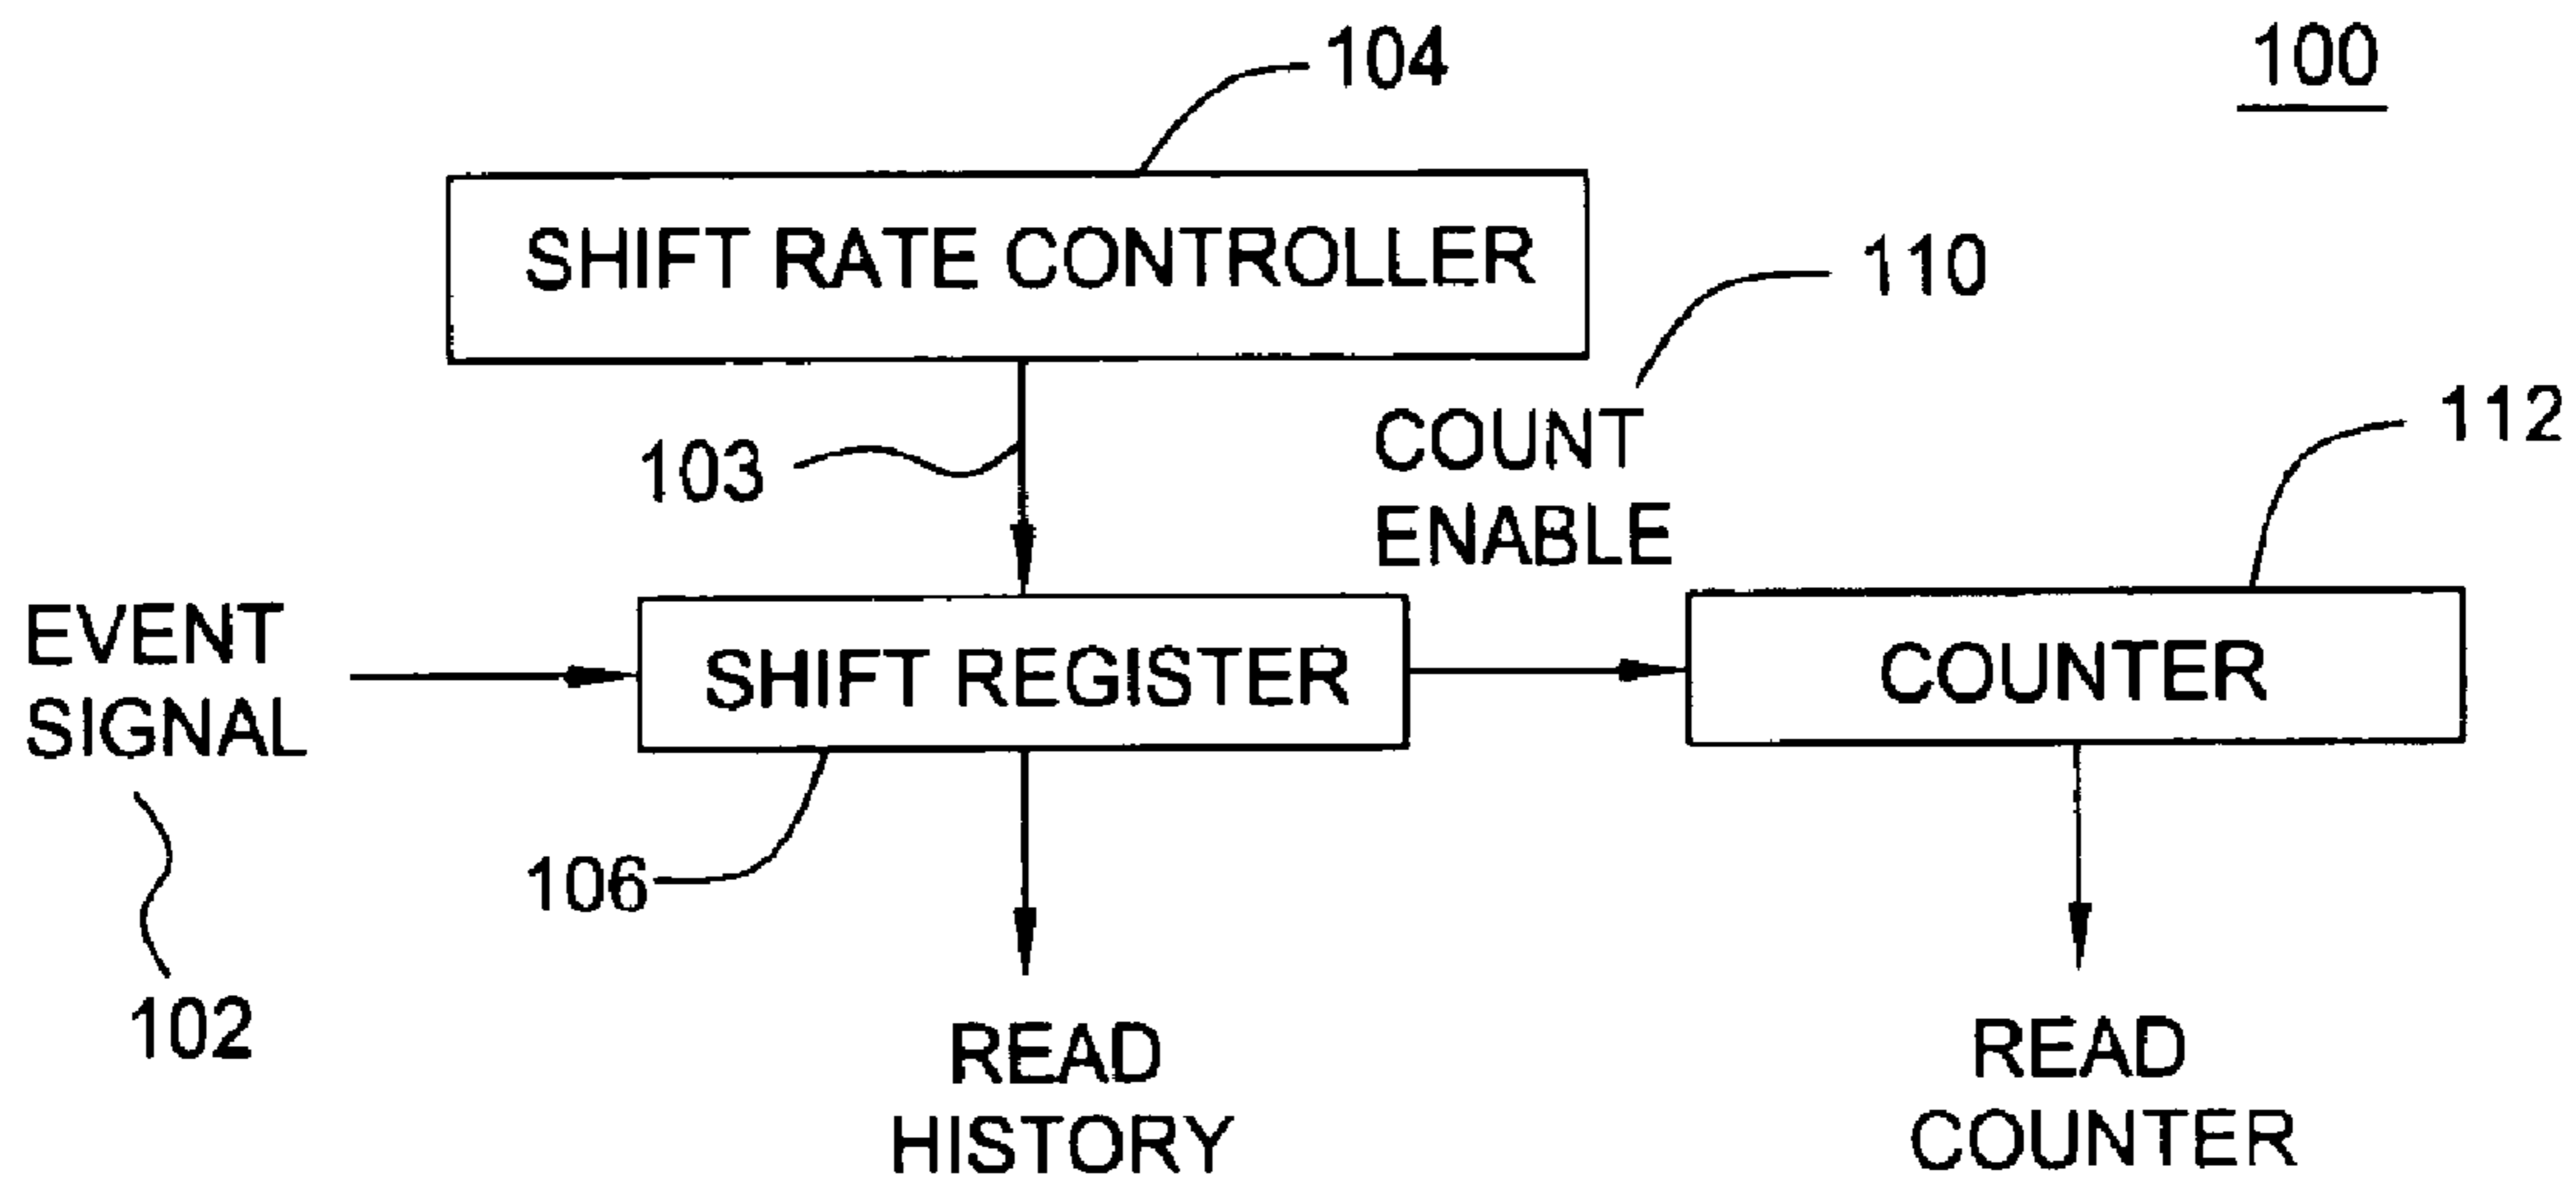 100
104
SHIFT RATE CONTROLLER
110
103
COUNT
ENABLE
112
EVENT
SIGNAL
SHIFT REGISTER
COUNTER
106
102
READ
HISTORY
READ
COUNTER